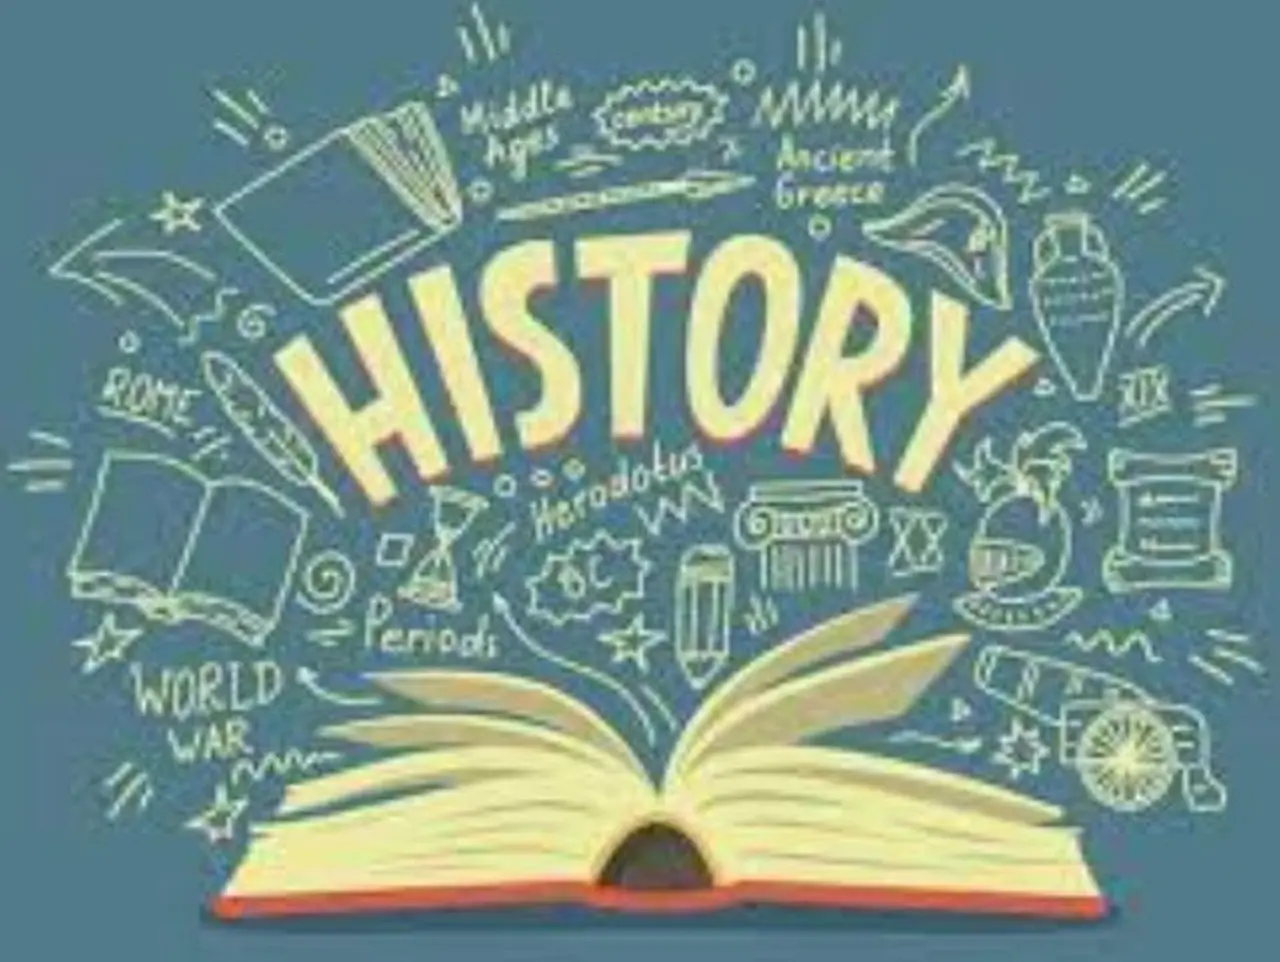 Middle
Ages
century
Ancient
Greece
HISTORY
ROME
XIX
Herodotus
BC
XX
Periods
WORLD
WAR